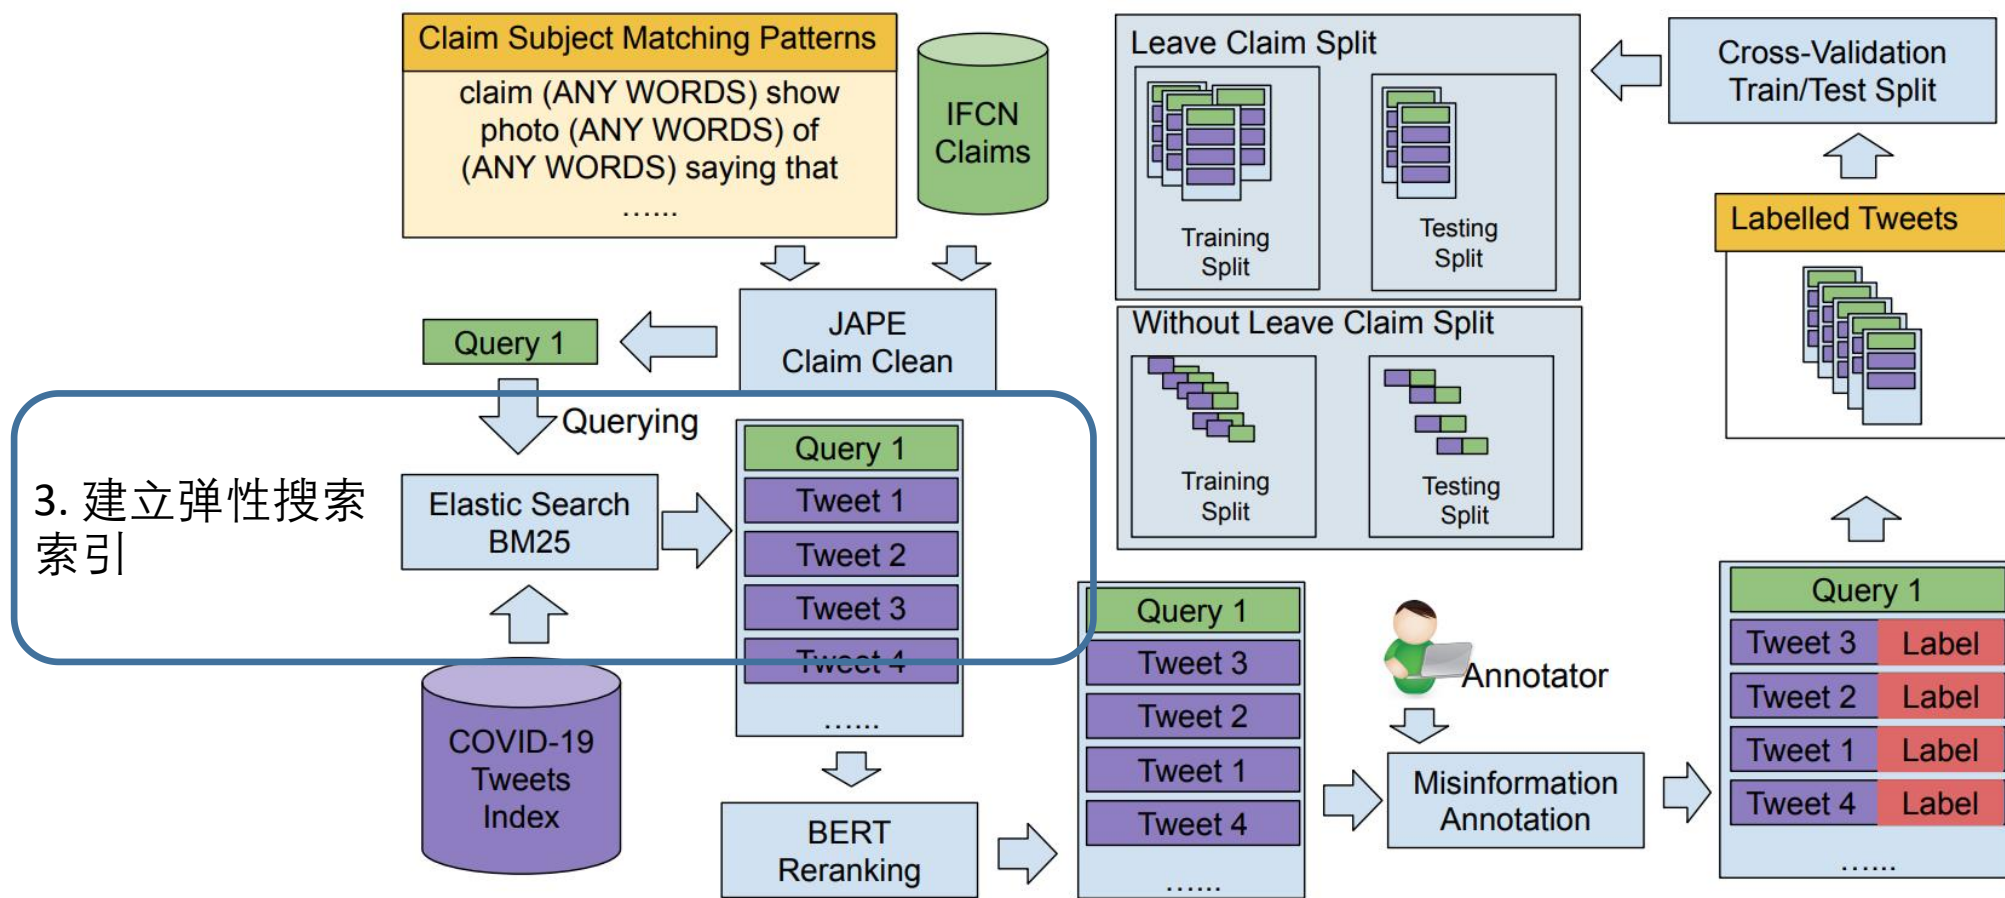 Claim Subject Matching Patterns
claim (ANY WORDS) show
photo (ANY WORDS) of
(ANY WORDS) saying that
…...
IFCN
Claims
JAPE
Claim Clean
Query 1
Querying
3. 建立弹性搜索
索引
Elastic Search
BM25
COVID-19
Tweets
Index
Query 1
Tweet 1
Tweet 2
Tweet 3
Tweet 4
…...
BERT
Reranking
Query 1
Tweet 3
Tweet 2
Tweet 1
Tweet 4
…...
Annotator
Misinformation
Annotation
Query 1
Tweet 3 Label
Tweet 2 Label
Tweet 1 Label
Tweet 4 Label
…...
Labelled Tweets
Cross-Validation
Train/Test Split
Leave Claim Split
Training
Split
Testing
Split
Without Leave Claim Split
Training
Split
Testing
Split